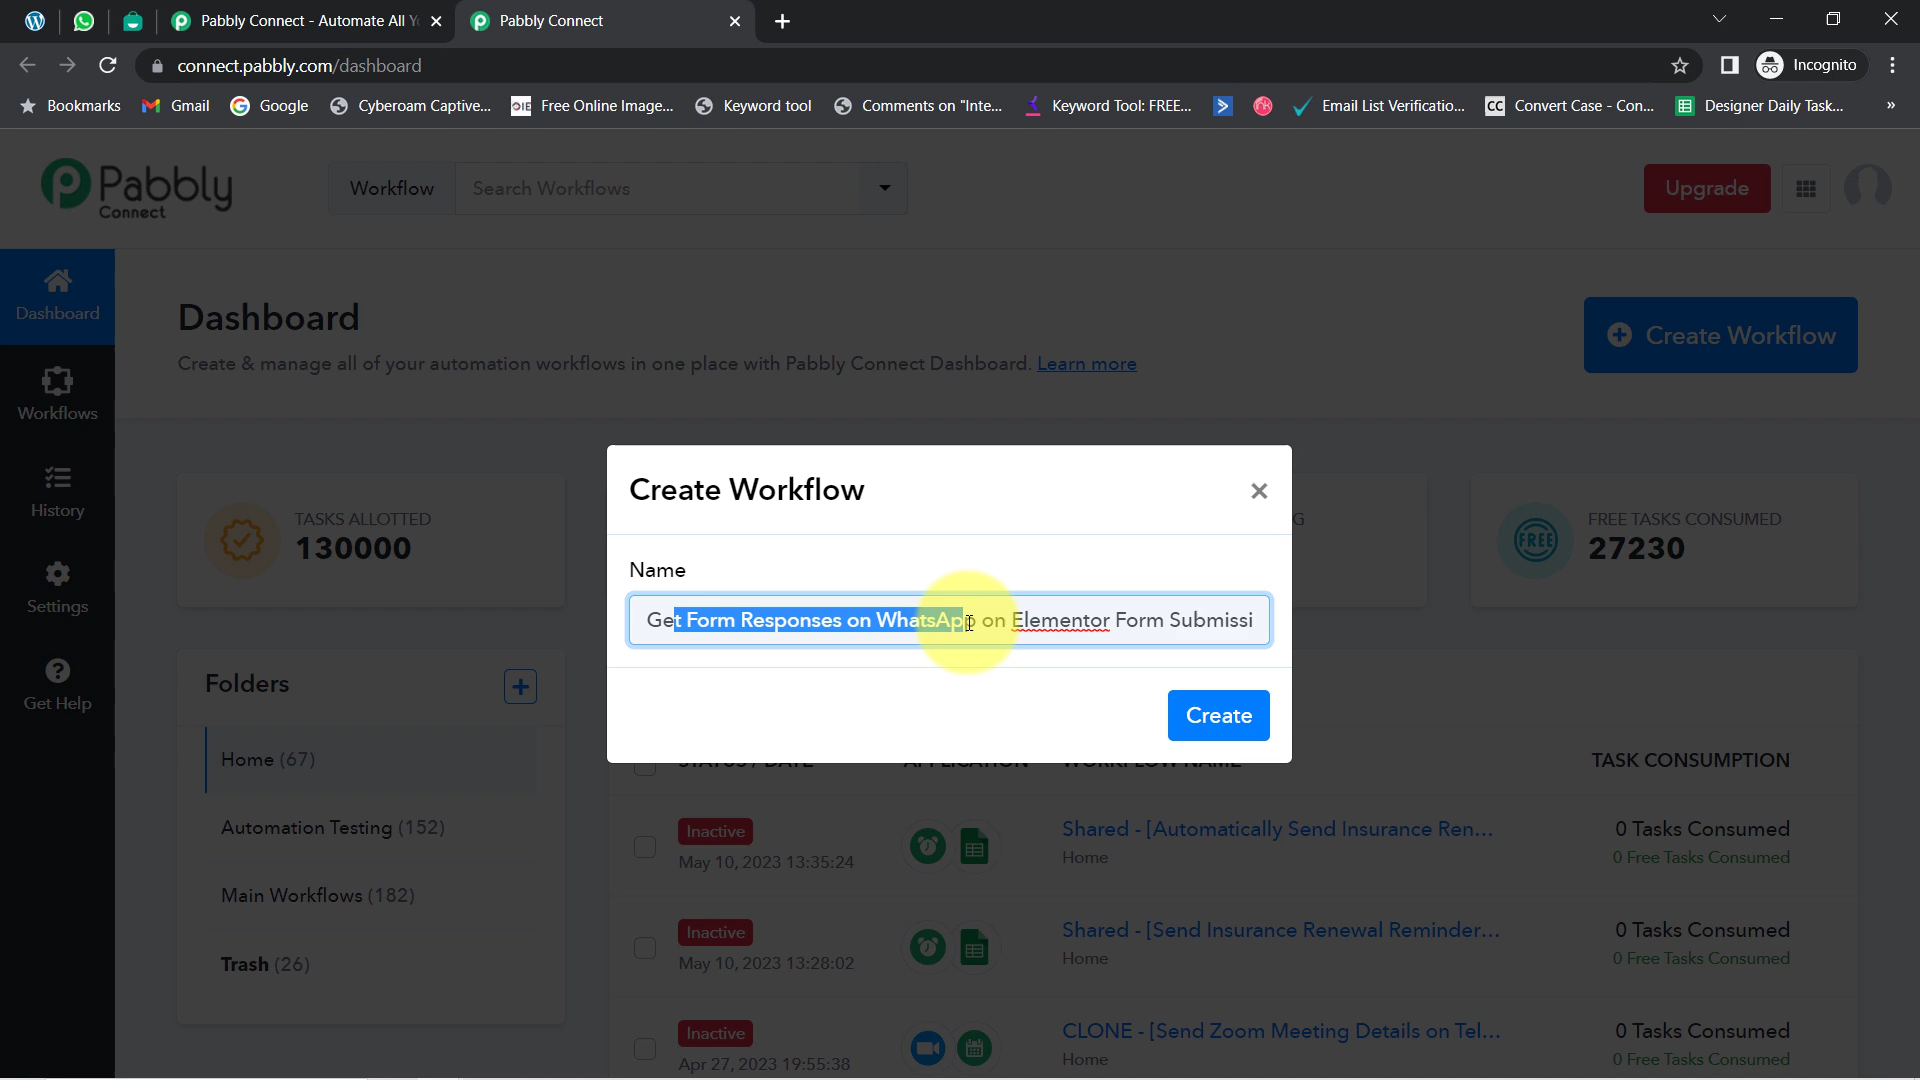 Pabbly Connect - Automate All Y
Pabbly Connect
connect.pabbly.com/dashboard
Incognito
Bookmarks
Gmail
Google
Cyberoam Captive...
Free Online Image...
Keyword tool
Comments on "Inte...
Keyword Tool: FREE...
Email List Verificatio...
Convert Case - Con...
Designer Daily Task...
»
Pabbly
Connect
Workflow
Search Workflows
Upgrade
Dashboard
Workflows
History
Settings
Get Help
Dashboard
Create & manage all of your automation workflows in one place with Pabbly Connect Dashboard. Learn more
Create Workflow
TASKS ALLOTTED
130000
G
FREE
FREE TASKS CONSUMED
27230
Create Workflow
Name
Get Form Responses on WhatsApp on Elementor Form Submissi
Create
Folders
Home (67)
Automation Testing (152)
Main Workflows (182)
Trash (26)
STATUS / DATE
APPLICATION
WORKFLOW NAME
TASK CONSUMPTION
Inactive
May 10, 2023 13:35:24
Shared - [Automatically Send Insurance Ren...
Home
0 Tasks Consumed
0 Free Tasks Consumed
Inactive
May 10, 2023 13:28:02
Shared - [Send Insurance Renewal Reminder...
Home
0 Tasks Consumed
0 Free Tasks Consumed
Inactive
Apr 27, 2023 19:55:38
CLONE - [Send Zoom Meeting Details on Tel...
Home
0 Tasks Consumed
0 Free Tasks Consumed